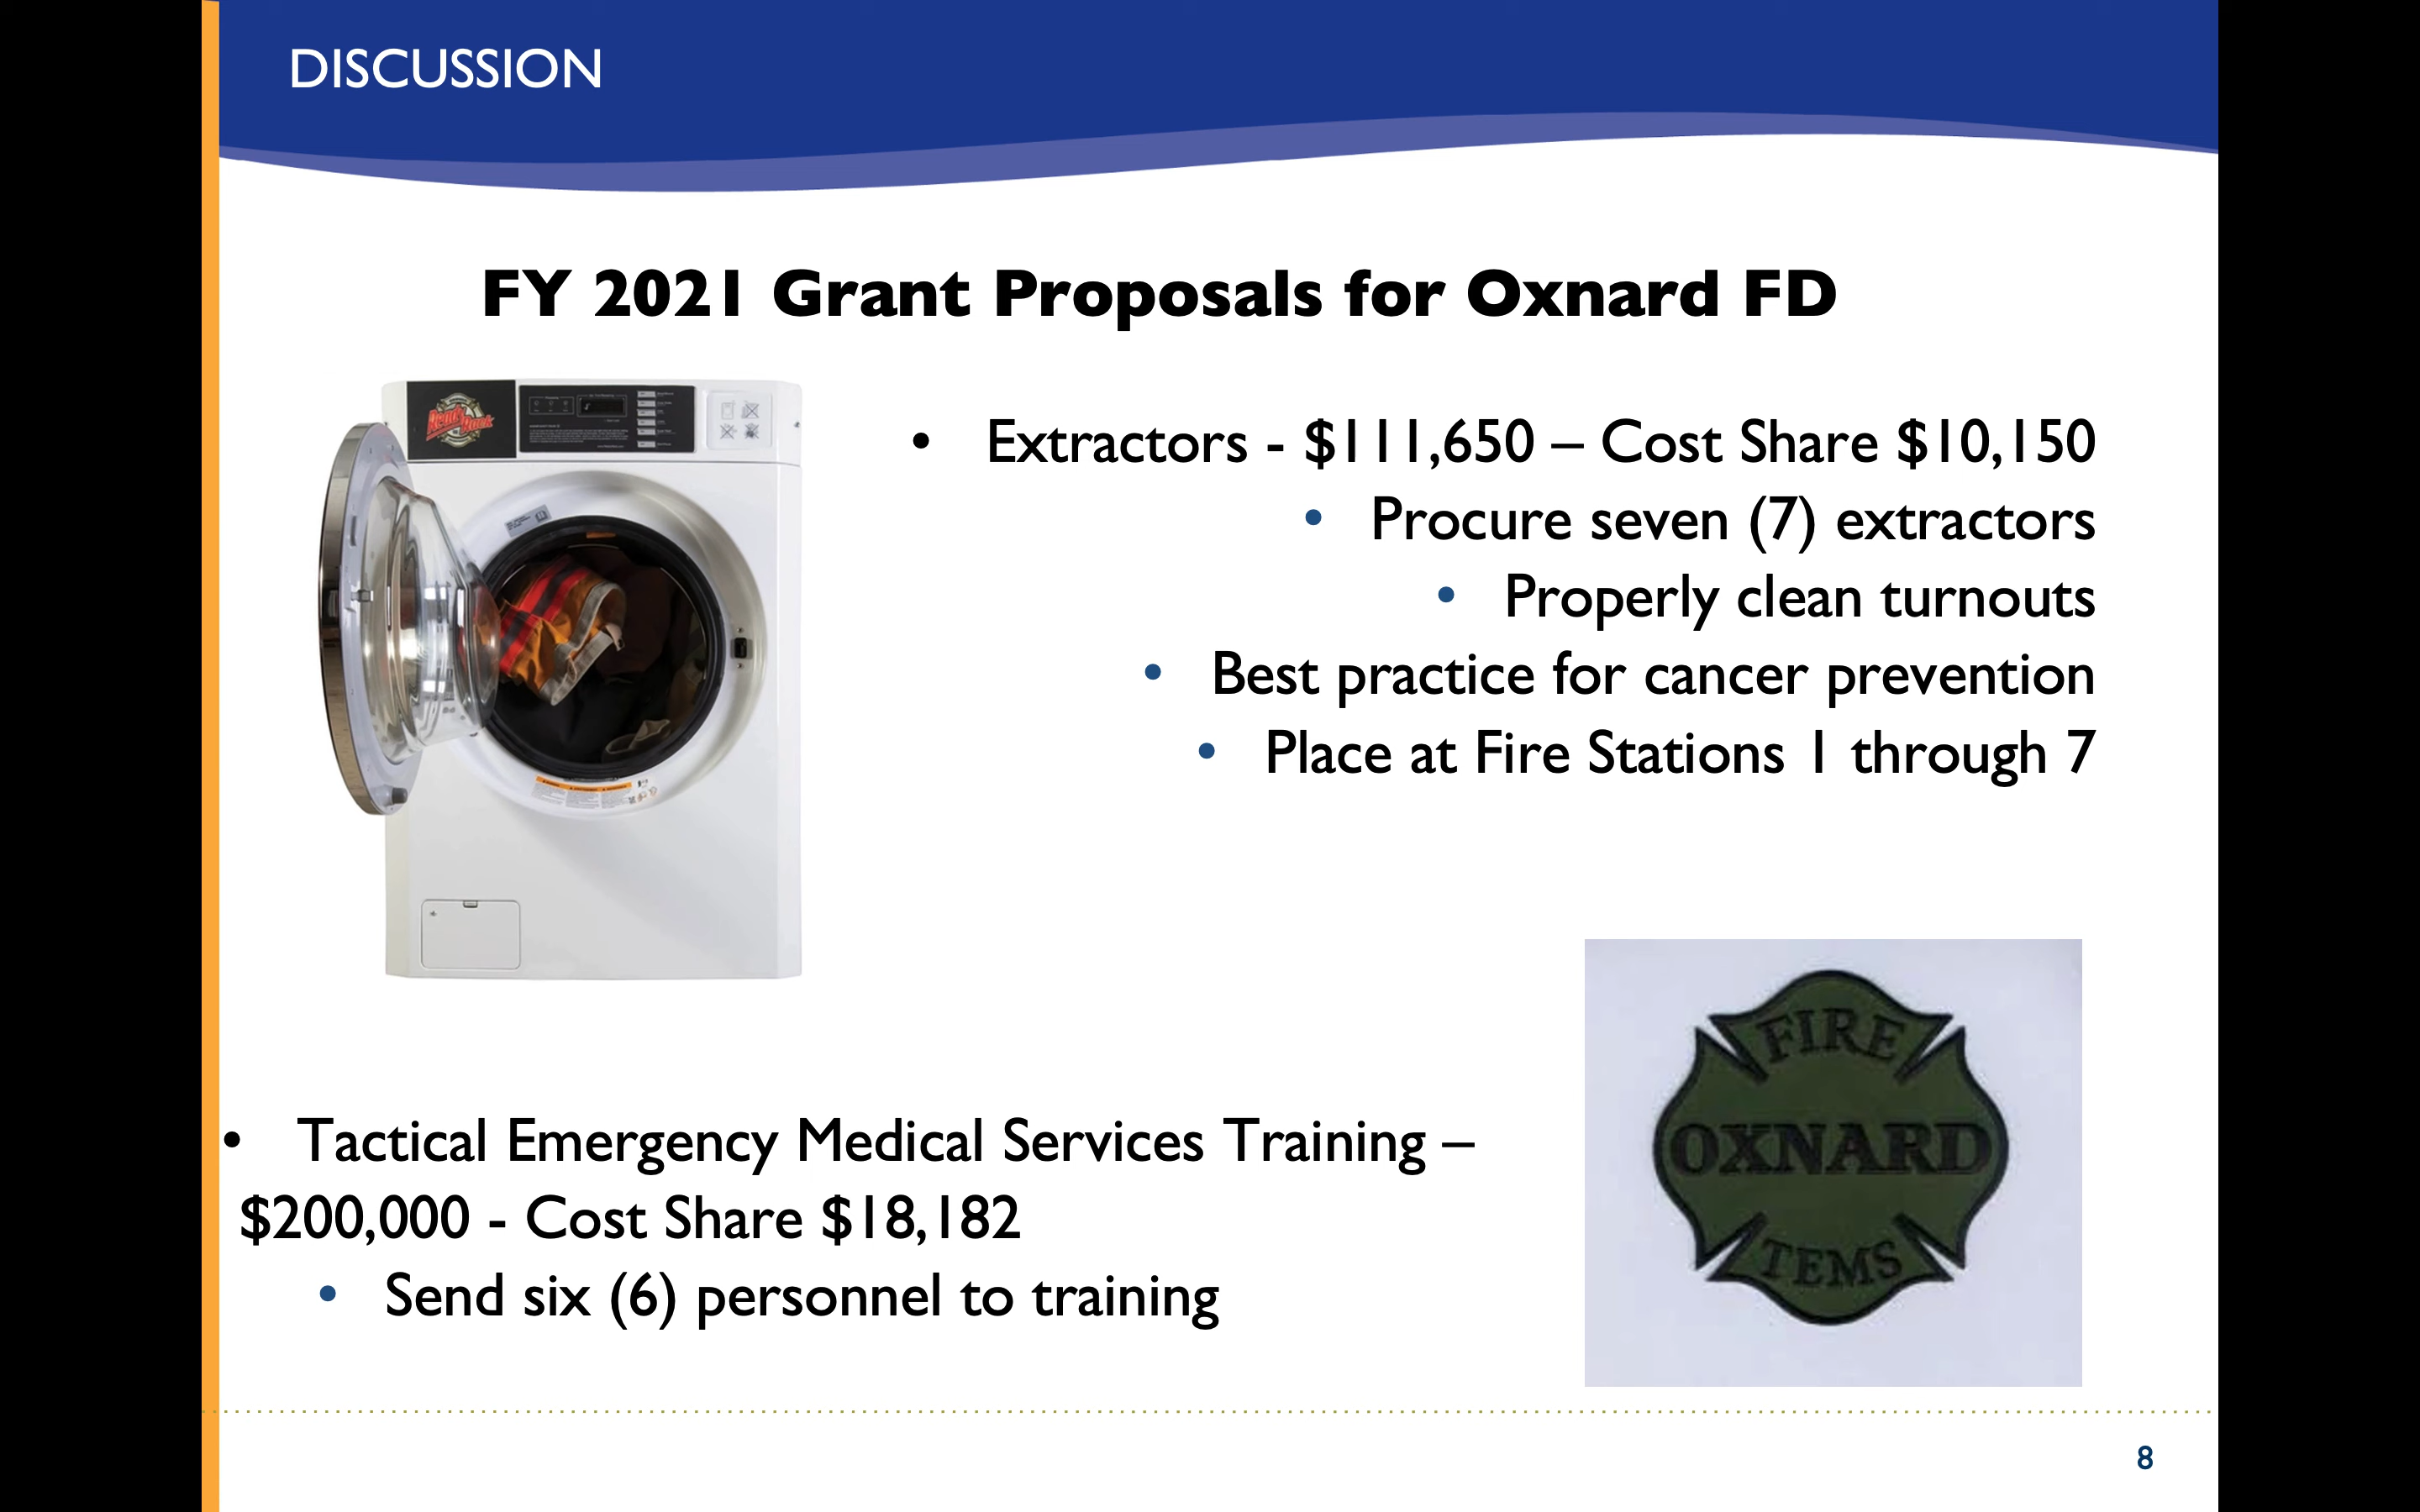 DISCUSSION
FY 2021 Grant Proposals for Oxnard FD
Ready Rack
• Extractors - $111,650 – Cost Share $10,150
• Procure seven (7) extractors
• Properly clean turnouts
• Best practice for cancer prevention
• Place at Fire Stations 1 through 7
• Tactical Emergency Medical Services Training –
$200,000 - Cost Share $18,182
• Send six (6) personnel to training
FIRE
OXNARD
TEMS
8